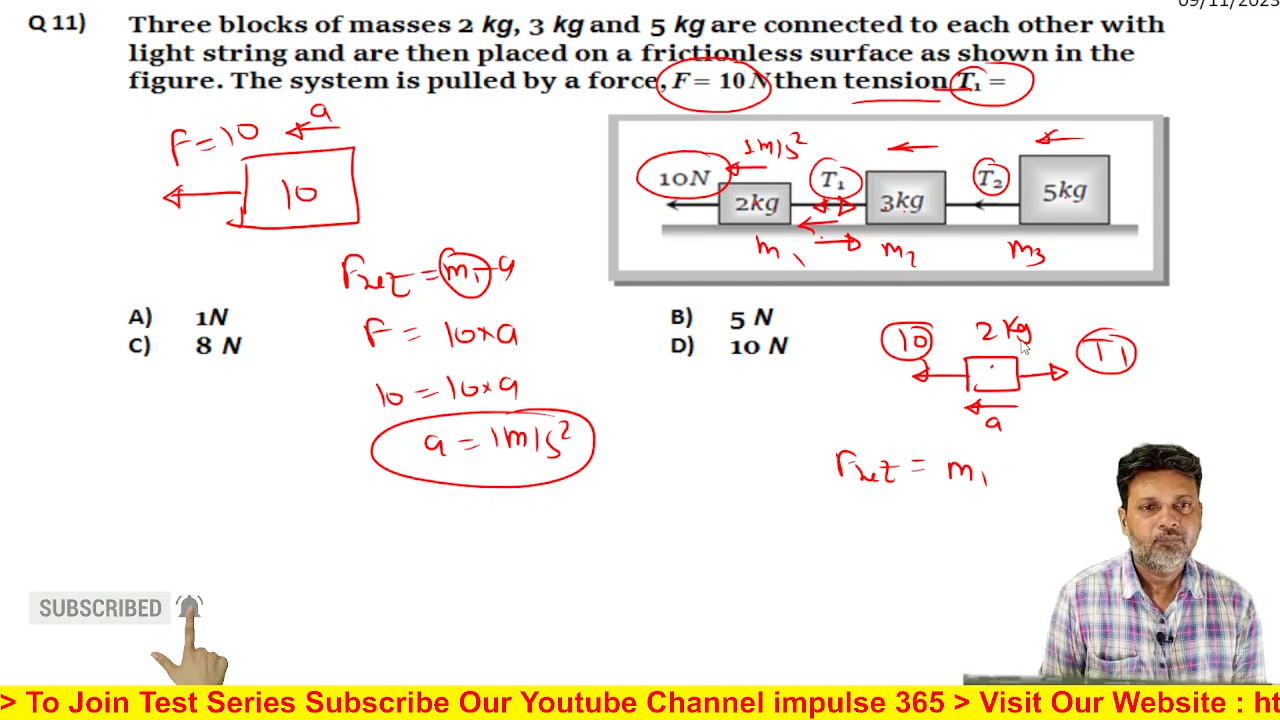 09/11/2023
Q 11) Three blocks of masses 2 kg, 3 kg and 5 kg are connected to each other with
light string and are then placed on a frictionless surface as shown in the
figure. The system is pulled by a force, F = 10 N then tension T₁ =
a
F=10
10
1m/s²
10N
T₁
T₂
2kg
3kg
5kg
m₁
m₂
m₃
Fnet = m₁ a
F = 10×a
10 = 10×a
a = 1m/s²
A) 1N
B) 5 N
C) 8 N
D) 10 N
2 Kg
10
T1
a
Fnet = m₁
SUBSCRIBED
> To Join Test Series Subscribe Our Youtube Channel impulse 365 > Visit Our Website : ht